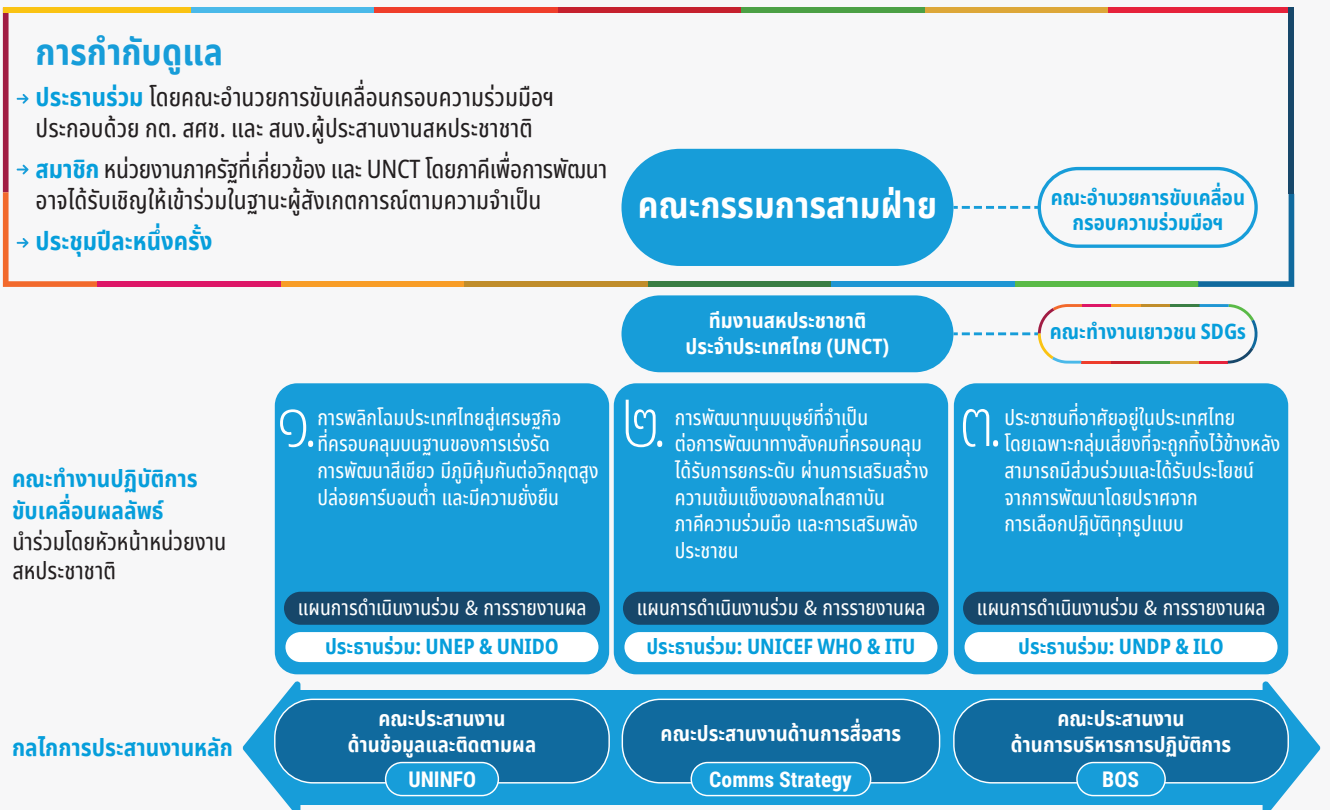 การกำกับดูแล
→ ประธานร่วม โดยคณะอำนวยการขับเคลื่อนกรอบความร่วมมือฯ
ประกอบด้วย กต. สศช. และ สนง.ผู้ประสานงานสหประชาชาติ
→ สมาชิก หน่วยงานภาครัฐที่เกี่ยวข้อง และ UNCT โดยภาคีเพื่อการพัฒนา
อาจได้รับเชิญให้เข้าร่วมในฐานะผู้สังเกตการณ์ตามความจำเป็น
→ ประชุมปีละหนึ่งครั้ง
คณะกรรมการสามฝ่าย
คณะอำนวยการขับเคลื่อน
กรอบความร่วมมือฯ
ทีมงานสหประชาชาติ
ประจำประเทศไทย (UNCT)
คณะทำงานเยาวชน SDGs
คณะทำงานปฏิบัติการ
ขับเคลื่อนผลลัพธ์
นำร่วมโดยหัวหน้าหน่วยงาน
สหประชาชาติ
๑. การพลิกโฉมประเทศไทยสู่เศรษฐกิจ
ที่ครอบคลุมบนฐานของการเร่งรัด
การพัฒนาสีเขียว มีภูมิคุ้มกันต่อวิกฤตสูง
ปล่อยคาร์บอนต่ำ และมีความยั่งยืน
แผนการดำเนินงานร่วม & การรายงานผล
ประธานร่วม: UNEP & UNIDO
๒. การพัฒนาทุนมนุษย์ที่จำเป็น
ต่อการพัฒนาทางสังคมที่ครอบคลุม
ได้รับการยกระดับ ผ่านการเสริมสร้าง
ความเข้มแข็งของกลไกสถาบัน
ภาคีความร่วมมือ และการเสริมพลัง
ประชาชน
แผนการดำเนินงานร่วม & การรายงานผล
ประธานร่วม: UNICEF WHO & ITU
๓. ประชาชนที่อาศัยอยู่ในประเทศไทย
โดยเฉพาะกลุ่มเสี่ยงที่จะถูกทิ้งไว้ข้างหลัง
สามารถมีส่วนร่วมและได้รับประโยชน์
จากการพัฒนาโดยปราศจาก
การเลือกปฏิบัติทุกรูปแบบ
แผนการดำเนินงานร่วม & การรายงานผล
ประธานร่วม: UNDP & ILO
กลไกการประสานงานหลัก
คณะประสานงาน
ด้านข้อมูลและติดตามผล
UNINFO
คณะประสานงานด้านการสื่อสาร
Comms Strategy
คณะประสานงาน
ด้านการบริหารการปฏิบัติการ
BOS